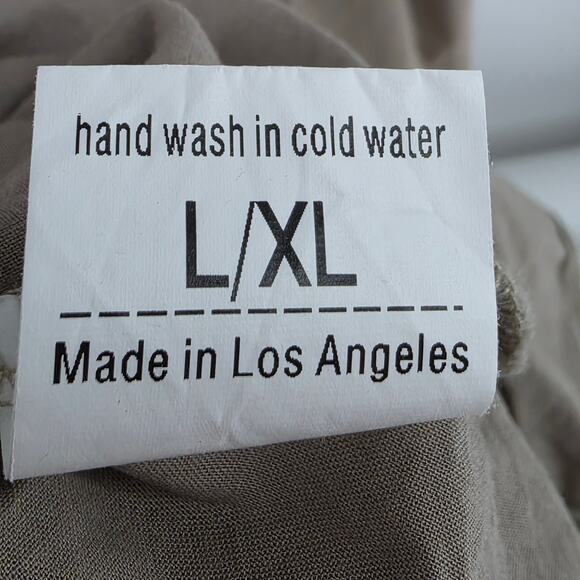 hand wash in cold water
L/XL
Made in Los Angeles